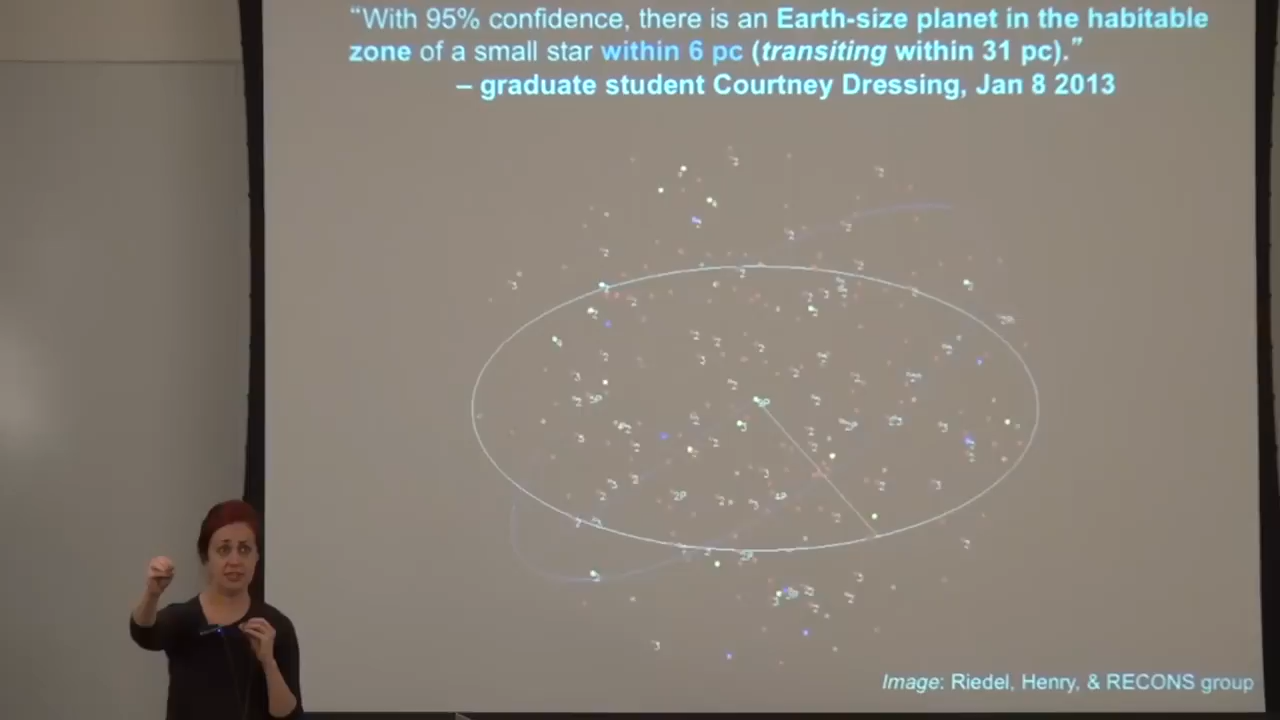 “With 95% confidence, there is an Earth-size planet in the habitable
zone of a small star within 6 pc (transiting within 31 pc).”
– graduate student Courtney Dressing, Jan 8 2013
Image: Riedel, Henry, & RECONS group